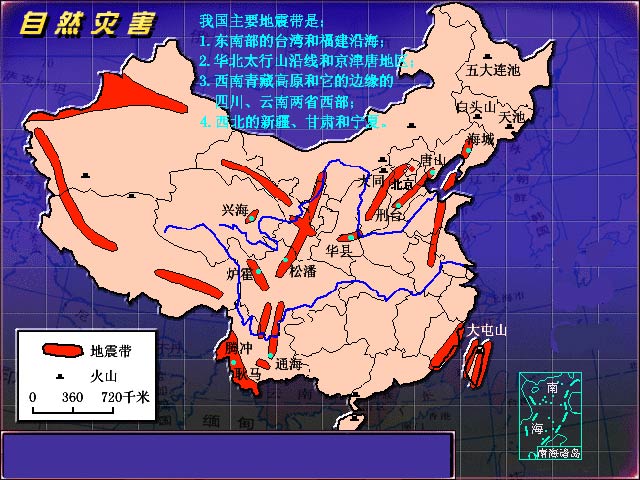 自然灾害
我国主要地震带是:
1.东南部的台湾和福建沿海;
2.华北太行山沿线和京津唐地区;
3.西南青藏高原和它的边缘的
四川、云南两省西部;
4.西北的新疆、甘肃和宁夏。
五大连池
白头山
天池
海城
唐山
大同
北京
兴海
邢台
华县
炉霍
松潘
大屯山
腾冲
通海
耿马
地震带
火山
0 360 720千米
南
海
南海诸岛